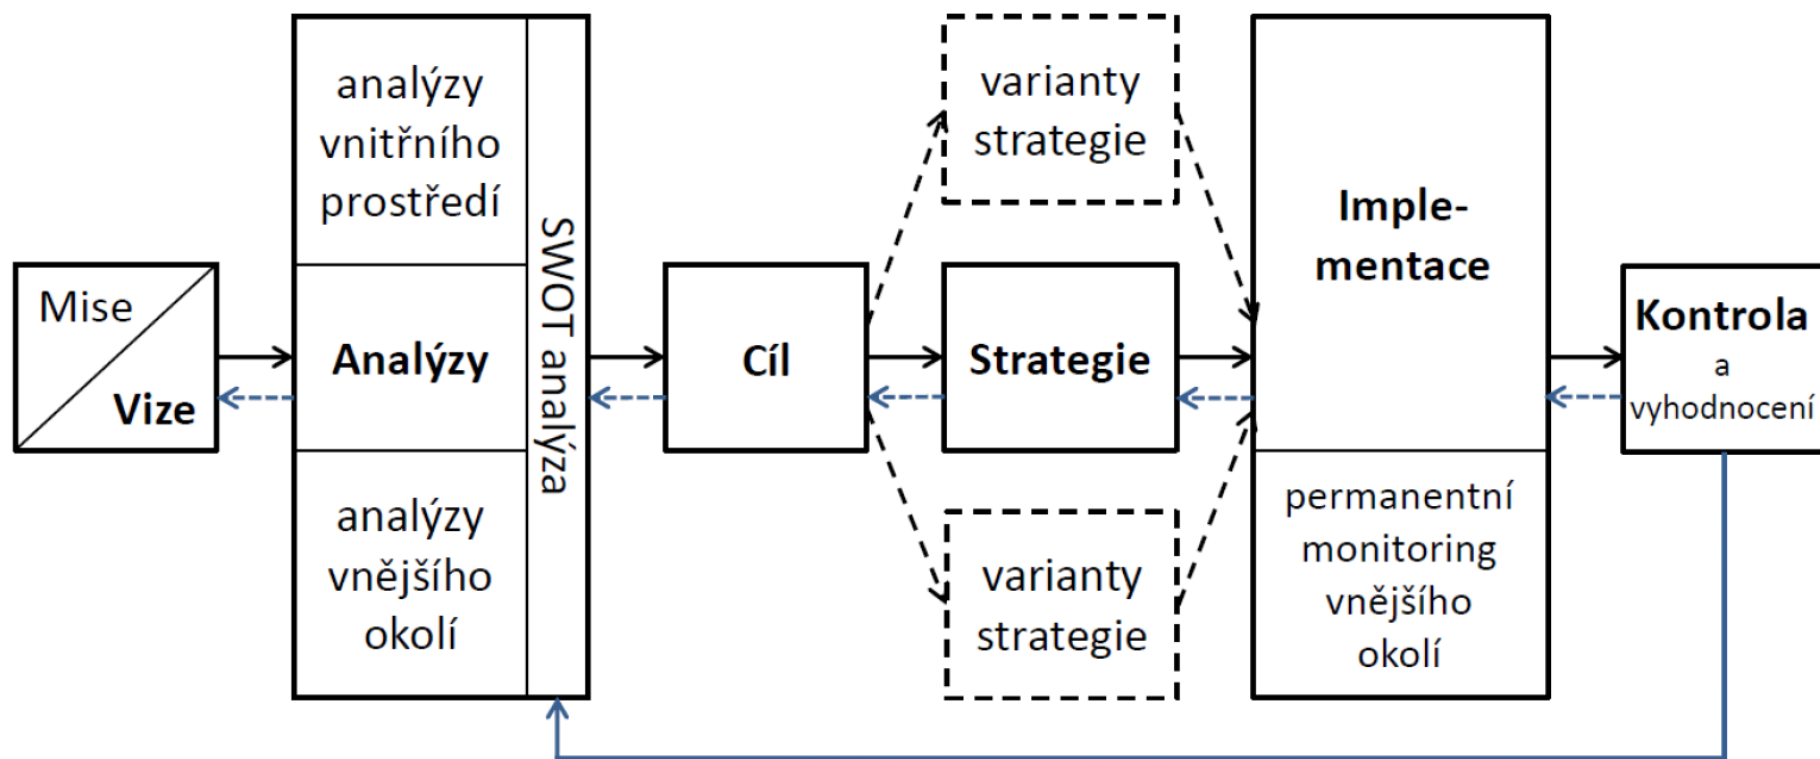 Mise
Vize
analýzy
vnitřního
prostředí
Analýzy
analýzy
vnějšího
okolí
SWOT analýza
Cíl
varianty
strategie
Strategie
varianty
strategie
Imple-
mentace
permanentní
monitoring
vnějšího
okolí
Kontrola
a
vyhodnocení